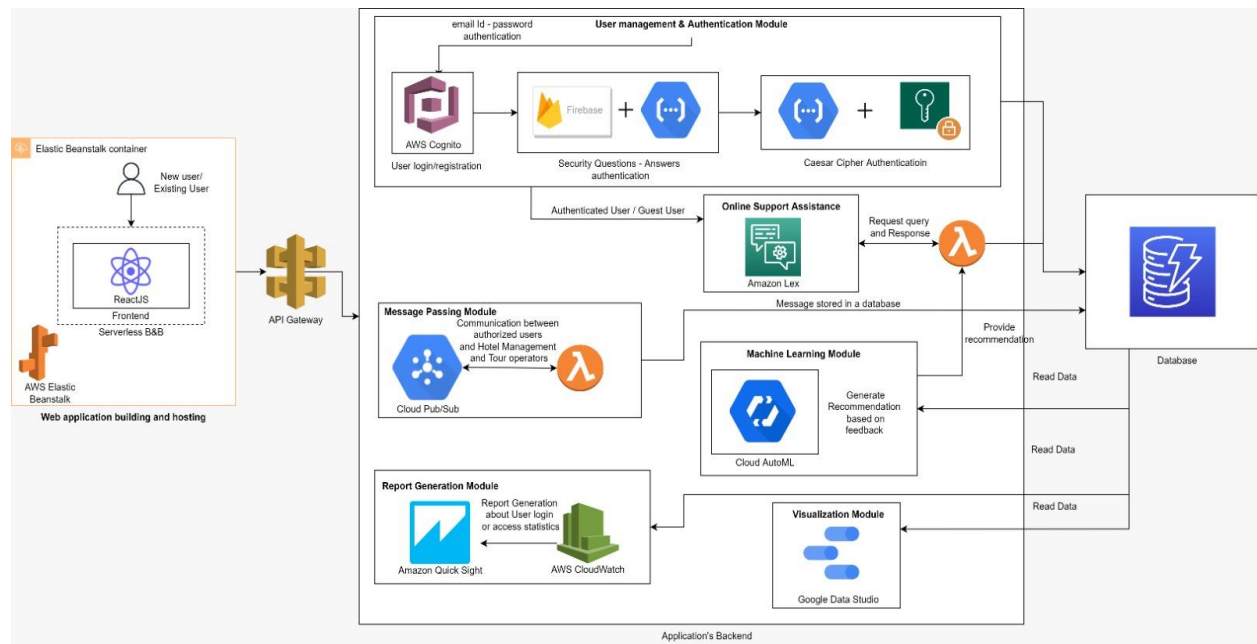 Elastic Beanstalk container
New user/
Existing User
ReactJS
Frontend
Serverless B&B
AWS Elastic
Beanstalk
Web application building and hosting
API Gateway
User management & Authentication Module
email Id - password
authentication
AWS Cognito
User login/registration
Firebase
+
Security Questions - Answers
authentication
+
Caesar Cipher Authenticatioin
Authenticated User / Guest User
Online Support Assistance
Amazon Lex
Request query
and Response
Message stored in a database
Message Passing Module
Communication between
authorized users
and Hotel Management
and Tour operators
Cloud Pub/Sub
Provide
recommendation
Machine Learning Module
Generate
Recommendation
based on
feedback
Cloud AutoML
Database
Read Data
Read Data
Read Data
Report Generation Module
Report Generation
about User login
or access statistics
Amazon Quick Sight
AWS CloudWatch
Visualization Module
Google Data Studio
Application's Backend